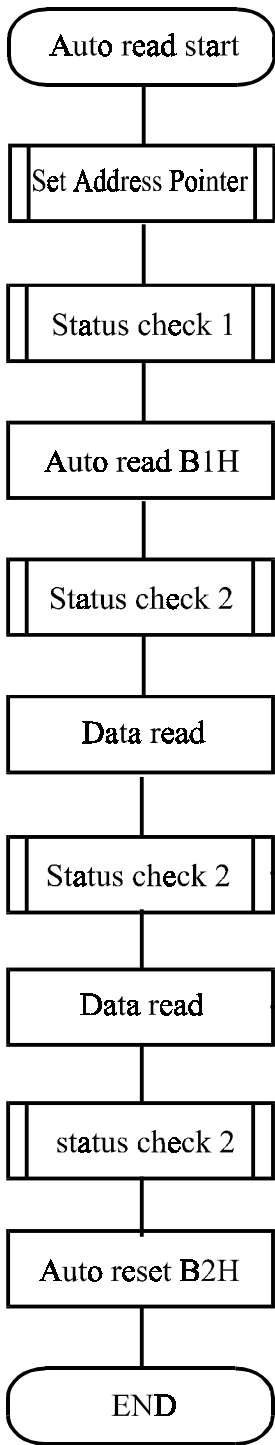 Auto read start
Set Address Pointer
Status check 1
Auto read B1H
Status check 2
Data read
Status check 2
Data read
status check 2
Auto reset B2H
END